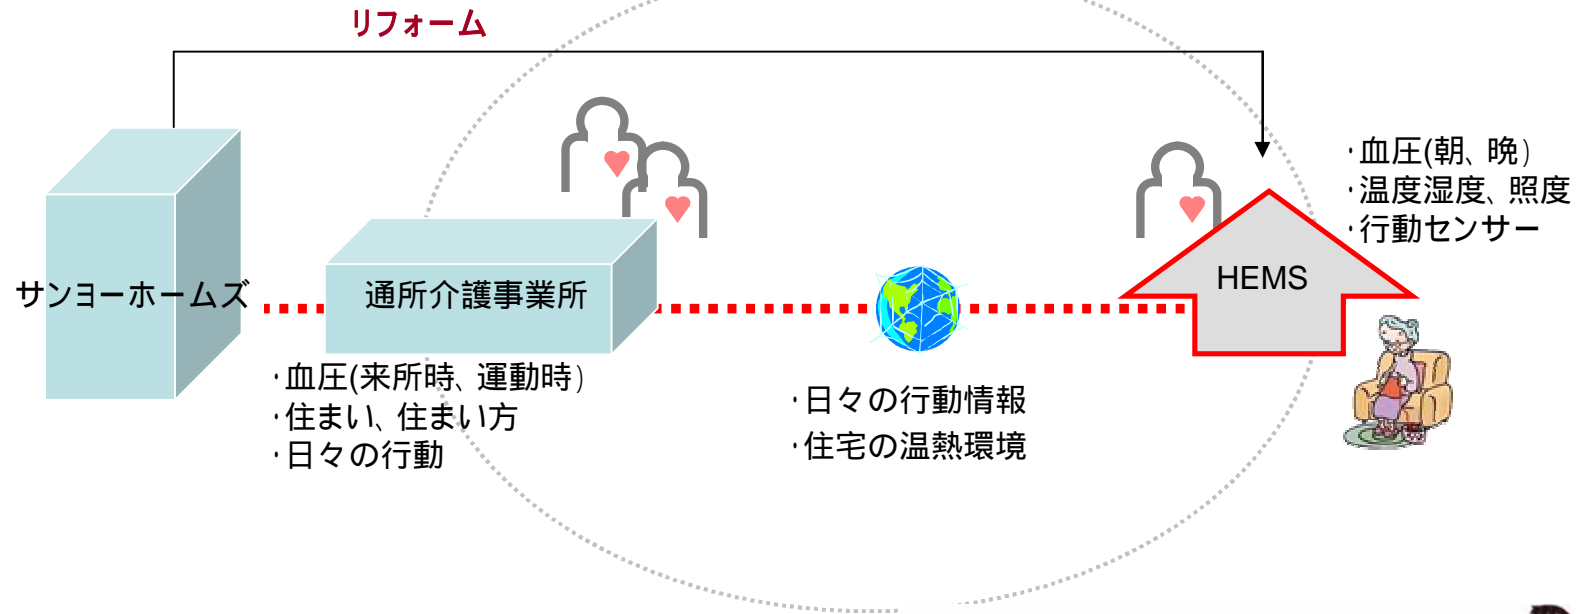 リフォーム
サンヨーホームズ
通所介護事業所
・血圧(来所時、運動時)
・住まい、住まい方
・日々の行動
・日々の行動情報
・住宅の温熱環境
HEMS
・血圧(朝、晩)
・温度湿度、照度
・行動センサー